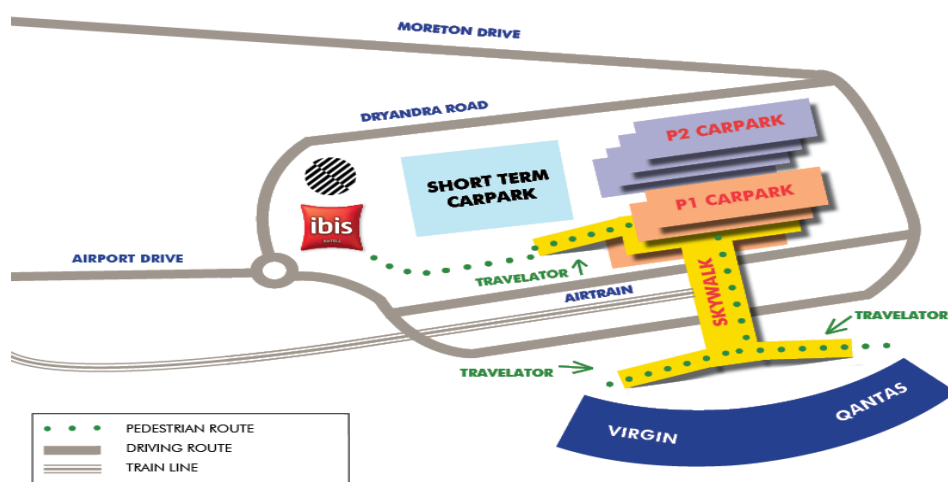 MORETON DRIVE
DRYANDRA ROAD
P2 CARPARK
SHORT TERM
CARPARK
P1 CARPARK
ibis
HOTELS
AIRPORT DRIVE
TRAVELATOR
AIRTRAIN
SKYWALK
TRAVELATOR
TRAVELATOR
VIRGIN
QANTAS
PEDESTRIAN ROUTE
DRIVING ROUTE
TRAIN LINE